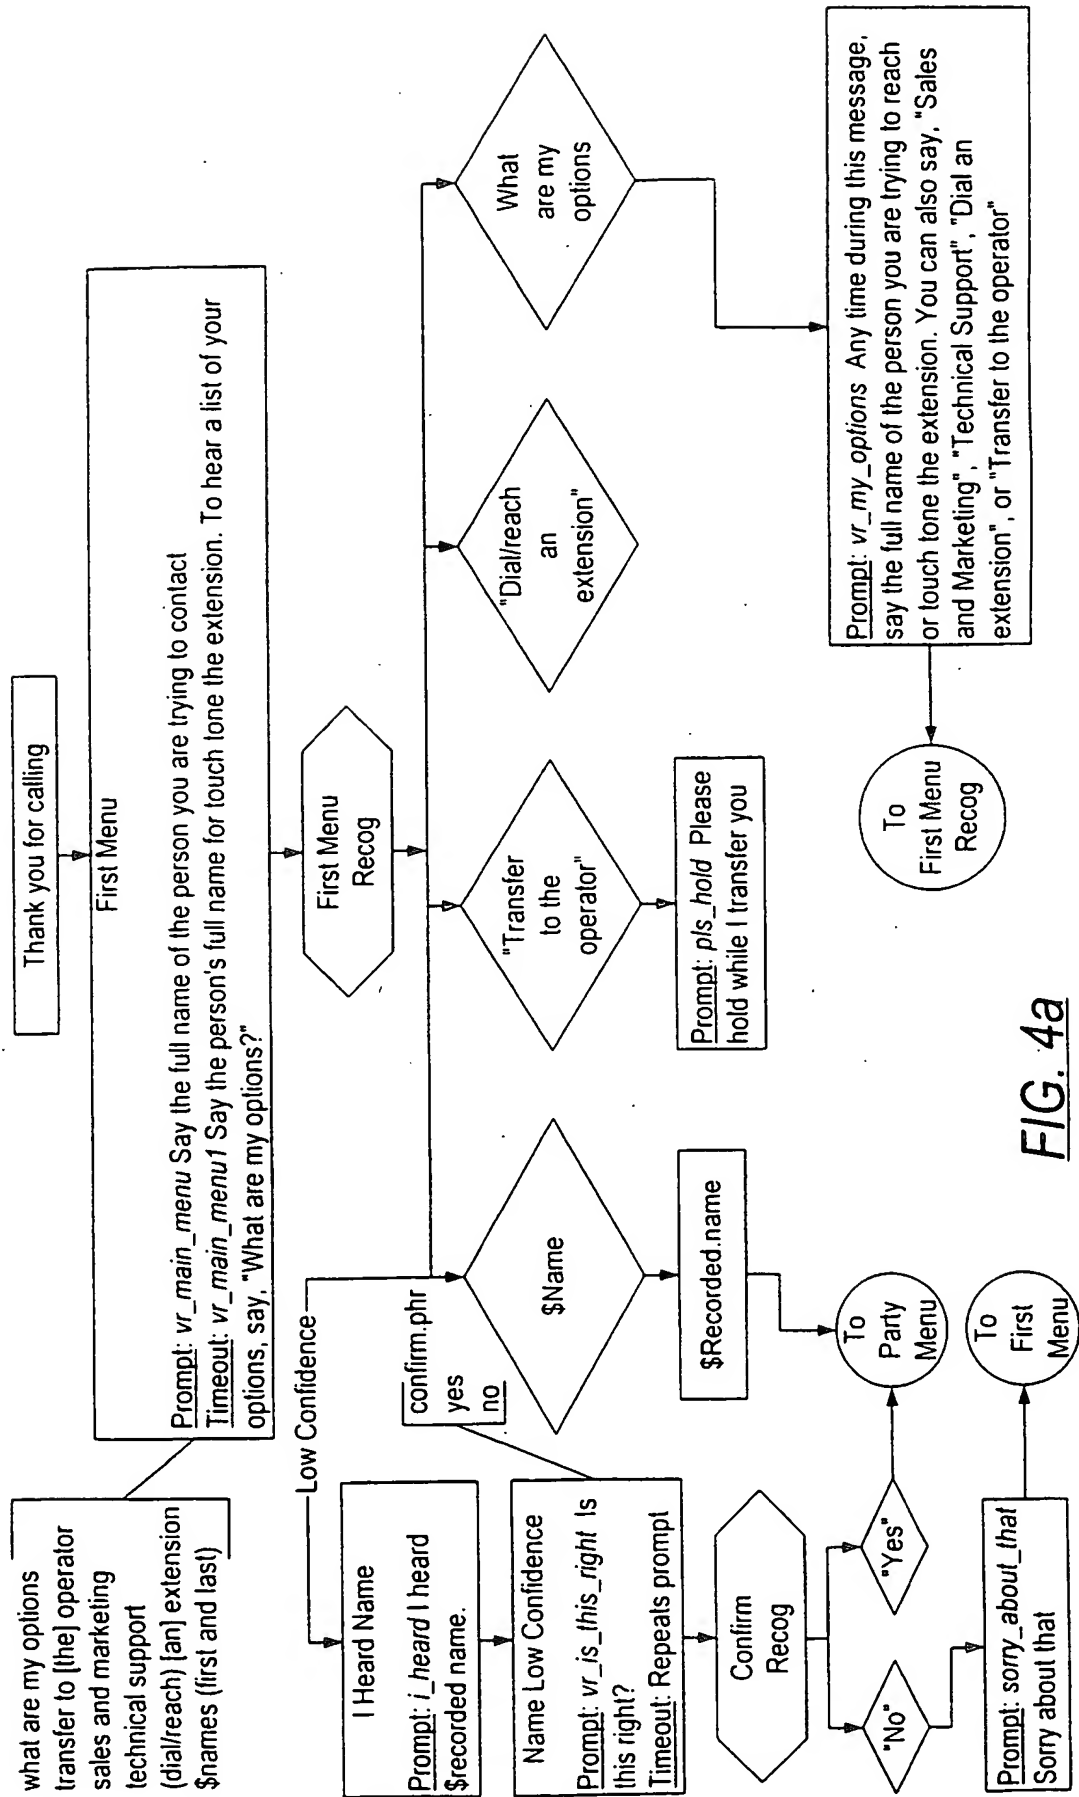 Thank you for calling
what are my options
transfer to [the] operator
sales and marketing
technical support
(dial/reach) [an] extension
$names (first and last)
First Menu
Prompt: vr_main_menu Say the full name of the person you are trying to contact
Timeout: vr_main_menu1 Say the person's full name for touch tone the extension. To hear a list of your
options, say, "What are my options?"
First Menu
Recog
Low Confidence
I Heard Name
Prompt: i_heard I heard
$recorded name.
confirm.phr
yes
no
Name Low Confidence
Prompt: vr_is_this_right Is
this right?
Timeout: Repeats prompt
Confirm
Recog
"No"
"Yes"
Prompt: sorry_about_that
Sorry about that
To
First
Menu
$Name
$Recorded.name
To
Party
Menu
"Transfer
to the
operator"
Prompt: pls_hold Please
hold while I transfer you
"Dial/reach
an
extension"
What
are my
options
Prompt: vr_my_options Any time during this message,
say the full name of the person you are trying to reach
or touch tone the extension. You can also say, "Sales
and Marketing", "Technical Support", "Dial an
extension", or "Transfer to the operator"
To
First Menu
Recog
FIG. 4a